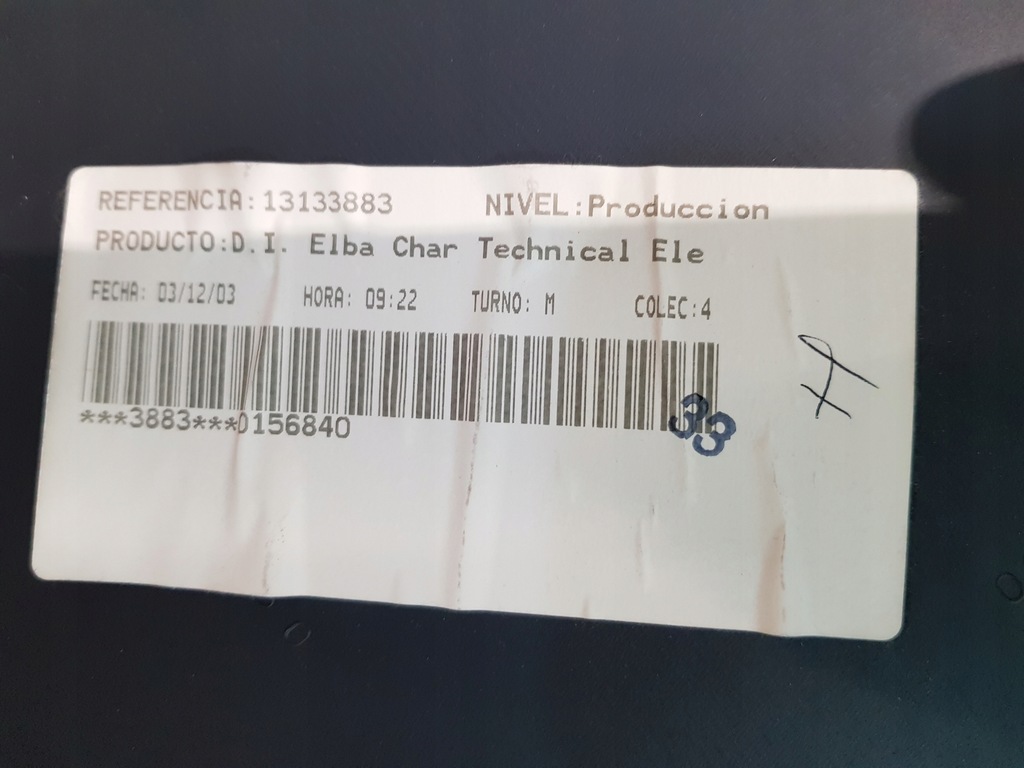 REFERENCIA:13133883 NIVEL:Produccion
PRODUCTO:D.I. Elba Char Technical Ele
FECHA: 03/12/03 HORA: 09:22 TURNO: M COLEC:4
***3883***0156840
33